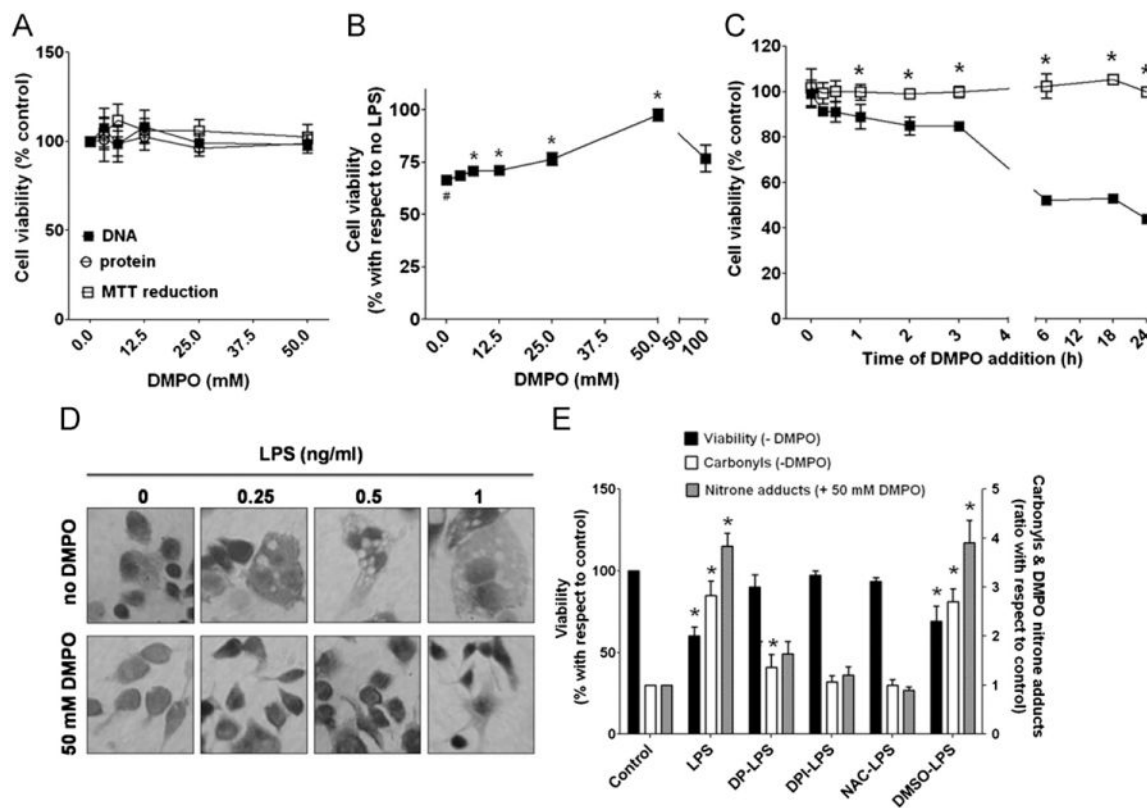 A
150
100
50
0
Cell viability (% control)
DNA
protein
MTT reduction
0.0
12.5
25.0
37.5
50.0
DMPO (mM)
B
100
75
50
25
0
Cell viability
(% with respect to no LPS)
#
*
*
*
*
0.0
12.5
25.0
37.5
50.0
50
100
DMPO (mM)
C
120
100
80
60
40
20
0
Cell viability (% control)
*
*
*
*
*
*
0
1
2
3
4
6
12
18
24
Time of DMPO addition (h)
D
LPS (ng/ml)
0
0.25
0.5
1
no DMPO
50 mM DMPO
E
Viability (- DMPO)
Carbonyls (-DMPO)
Nitrone adducts (+ 50 mM DMPO)
150
100
50
0
Viability
(% with respect to control)
*
*
*
*
*
*
*
5
4
3
2
1
0
Carbonyls & DMPO nitrone adducts
(ratio with respect to control)
Control
LPS
DP-LPS
DPI-LPS
NAC-LPS
DMSO-LPS